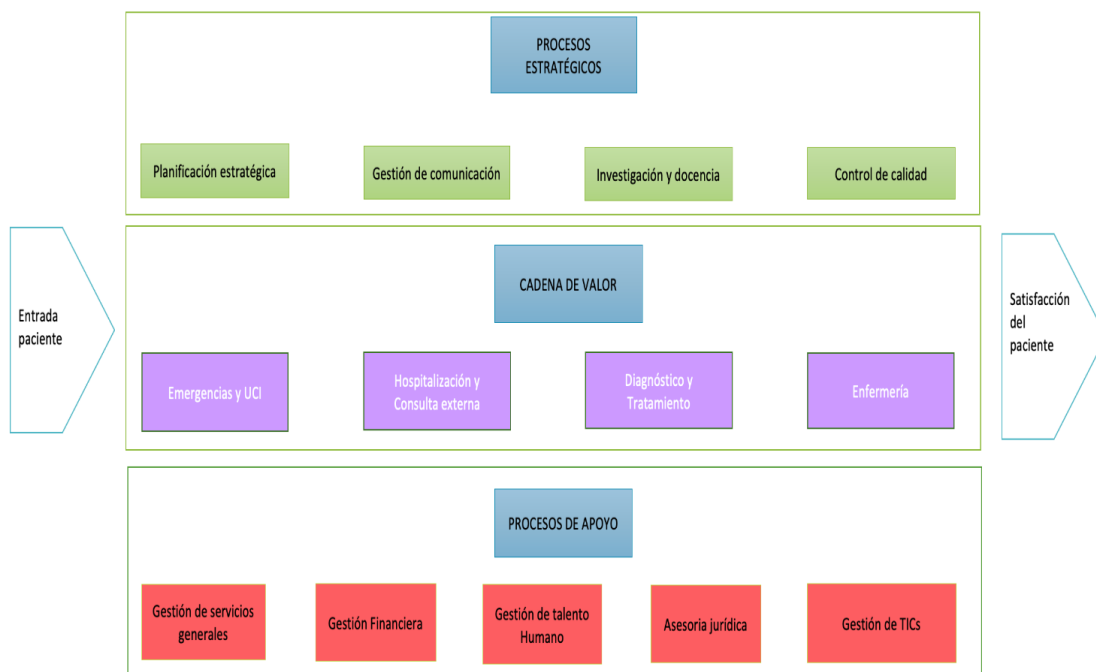 PROCESOS
ESTRATÉGICOS
Planificación estratégica
Gestión de comunicación
Investigación y docencia
Control de calidad
Entrada
paciente
CADENA DE VALOR
Emergencias y UCI
Hospitalización y
Consulta externa
Diagnóstico y
Tratamiento
Enfermería
Satisfacción
del
paciente
PROCESOS DE APOYO
Gestión de servicios
generales
Gestión Financiera
Gestión de talento
Humano
Asesoria jurídica
Gestión de TICs